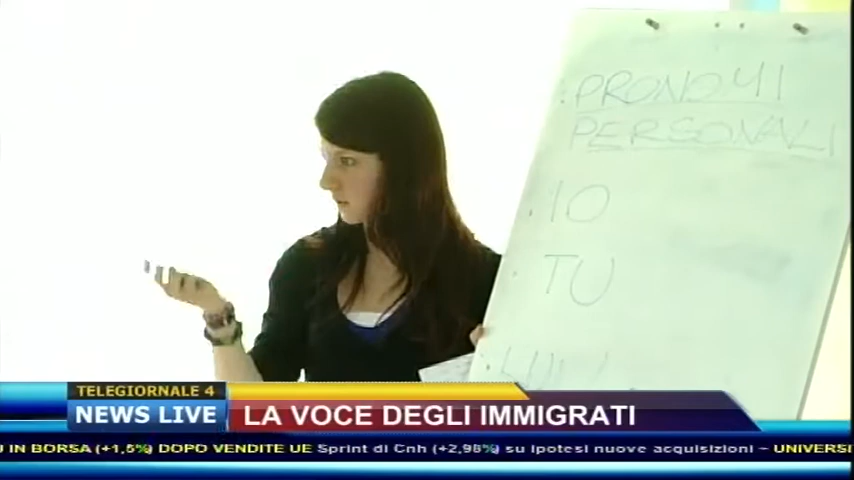 PRONOMI
PERSONALI
IO
TU
TELEGIORNALE 4
NEWS LIVE
LA VOCE DEGLI IMMIGRATI
IN BORSA (+1,5%) DOPO VENDITE UE Sprint di Cnh (+2,98%) su ipotesi nuove acquisizioni – UNIVERS